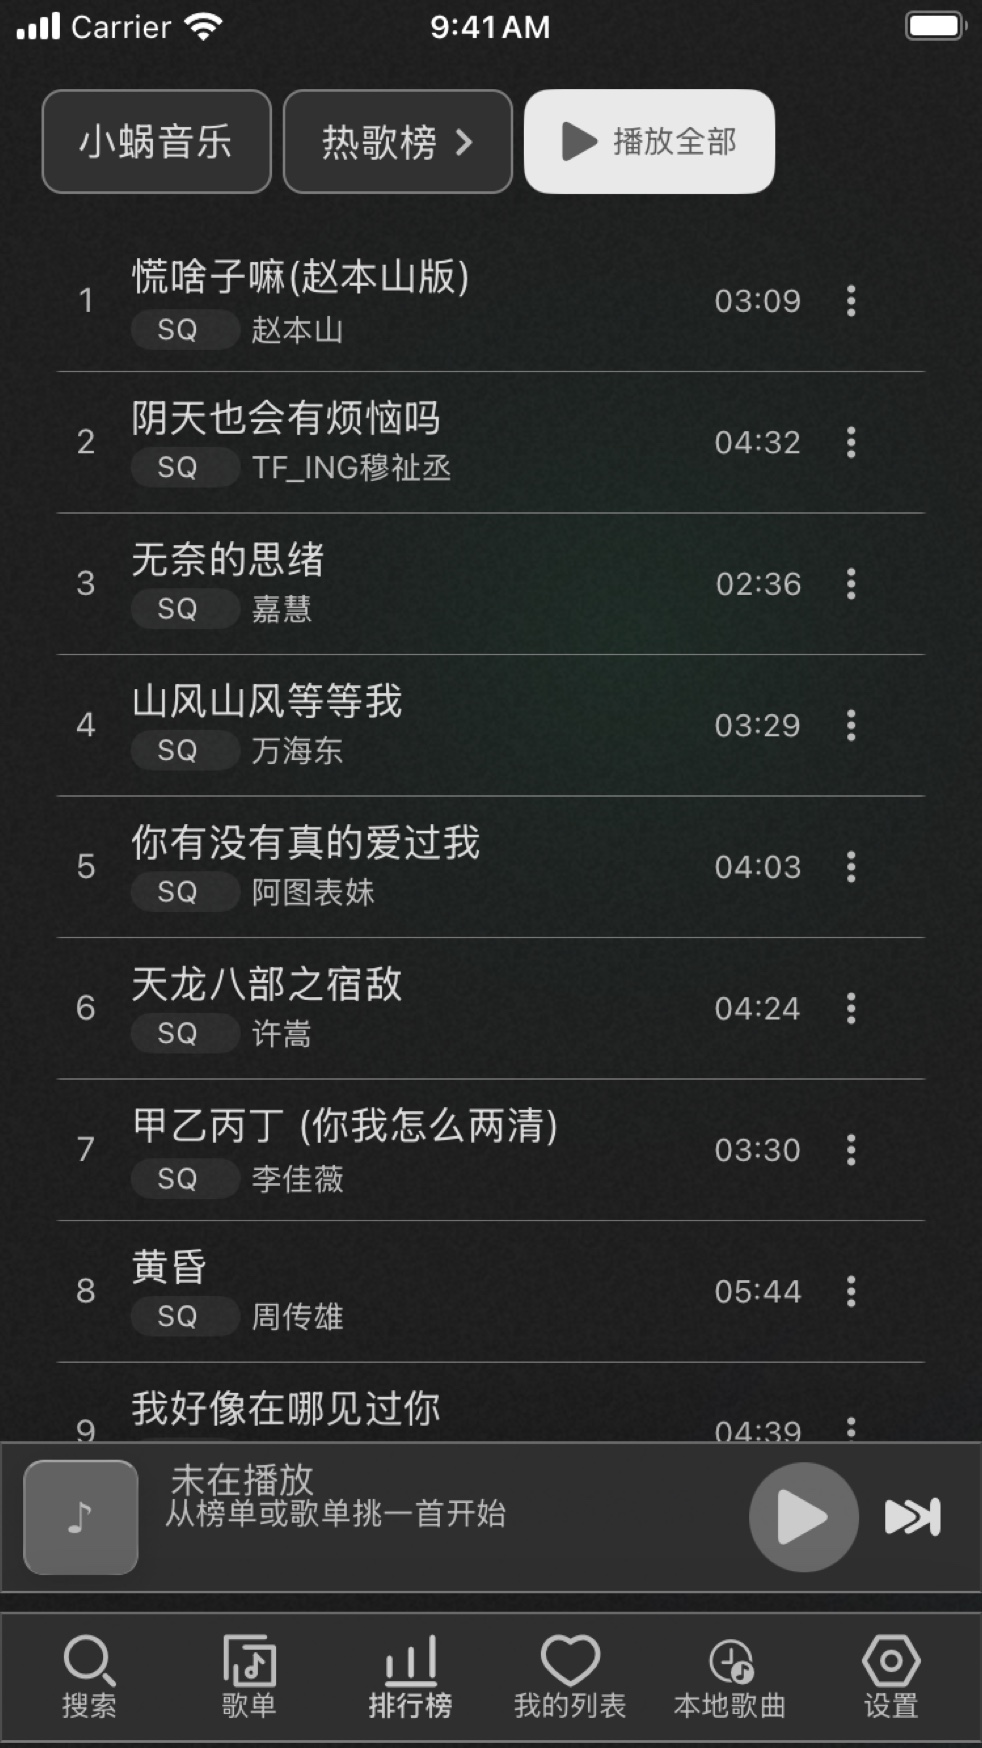 Carrier 9:41 AM
小蜗音乐 热歌榜 播放全部
1 慌啥子嘛(赵本山版) 03:09
SQ 赵本山
2 阴天也会有烦恼吗 04:32
SQ TF_ING穆祉丞
3 无奈的思绪 02:36
SQ 嘉慧
4 山风山风等等我 03:29
SQ 万海东
5 你有没有真的爱过我 04:03
SQ 阿图表妹
6 天龙八部之宿敌 04:24
SQ 许嵩
7 甲乙丙丁 (你我怎么两清) 03:30
SQ 李佳薇
8 黄昏 05:44
SQ 周传雄
9 我好像在哪见过你 04:39
未在播放
从榜单或歌单挑一首开始
搜索 歌单 排行榜 我的列表 本地歌曲 设置